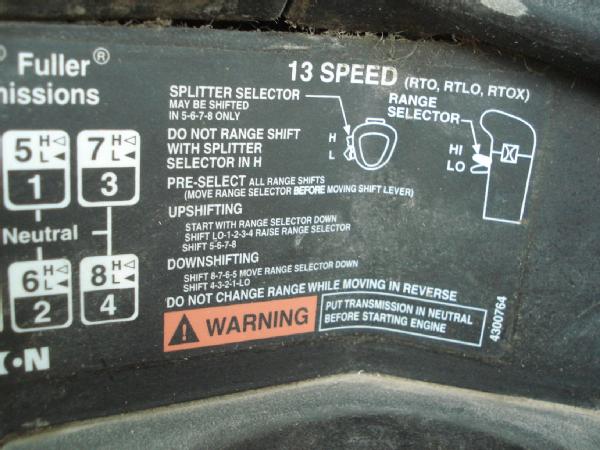 ® Fuller®
missions
5 H L
1
7 H L
3
Neutral
6 H L
2
8 H L
4
13 SPEED (RTO, RTLO, RTOX)
SPLITTER SELECTOR
MAY BE SHIFTED
IN 5-6-7-8 ONLY
H
L
RANGE
SELECTOR
HI
LO
DO NOT RANGE SHIFT
WITH SPLITTER
SELECTOR IN H
PRE-SELECT ALL RANGE SHIFTS
(MOVE RANGE SELECTOR BEFORE MOVING SHIFT LEVER)
UPSHIFTING
START WITH RANGE SELECTOR DOWN
SHIFT LO-1-2-3-4 RAISE RANGE SELECTOR
SHIFT 5-6-7-8
DOWNSHIFTING
SHIFT 8-7-6-5 MOVE RANGE SELECTOR DOWN
SHIFT 4-3-2-1-LO
DO NOT CHANGE RANGE WHILE MOVING IN REVERSE
! WARNING
PUT TRANSMISSION IN NEUTRAL
BEFORE STARTING ENGINE
4300764
ON